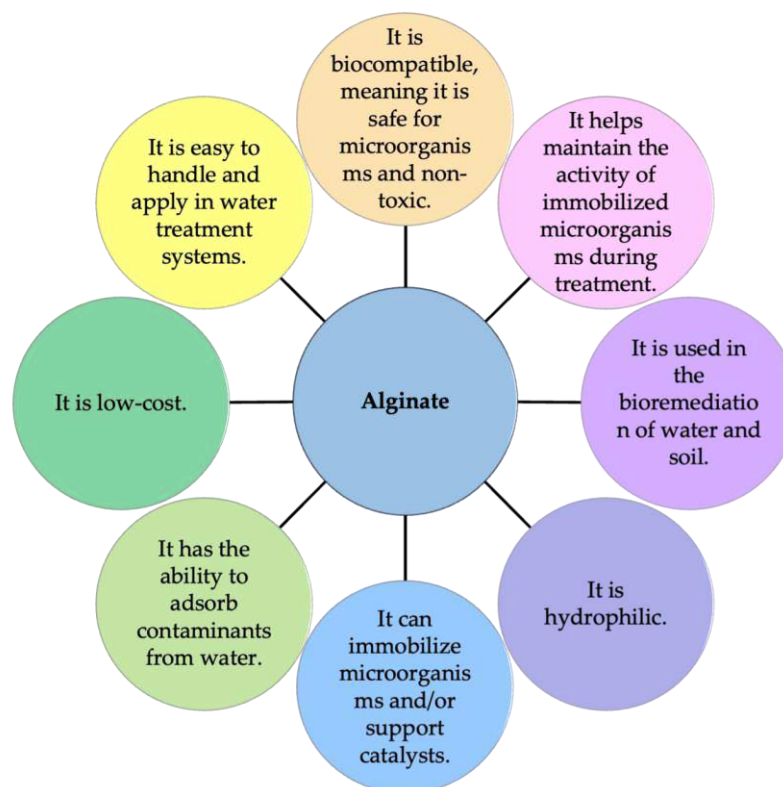 It is
biocompatible,
meaning it is
safe for
microorganis
ms and non-
toxic.
It helps
maintain the
activity of
immobilized
microorganis
ms during
treatment.
It is used in
the
bioremediatio
n of water and
soil.
It is
hydrophilic.
It can
immobilize
microorganis
ms and/or
support
catalysts.
It has the
ability to
adsorb
contaminants
from water.
It is low-cost.
It is easy to
handle and
apply in water
treatment
systems.
Alginate